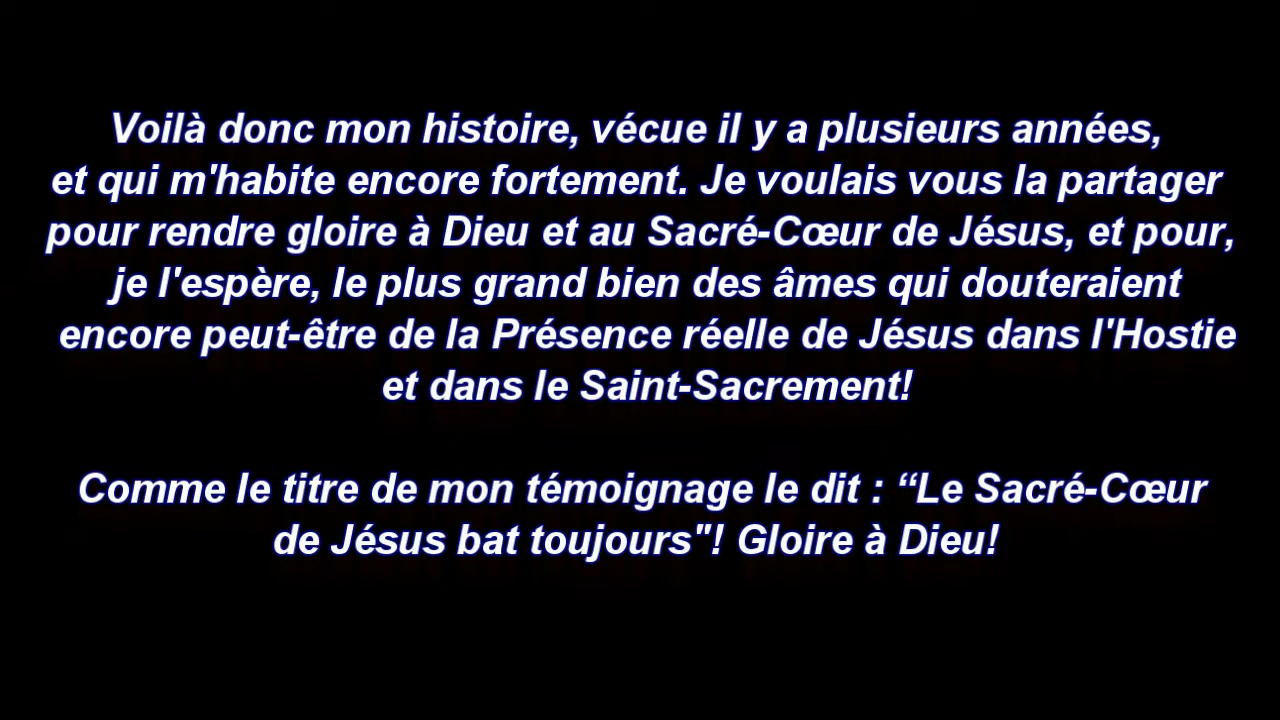 Voilà donc mon histoire, vécue il y a plusieurs années,
et qui m'habite encore fortement. Je voulais vous la partager
pour rendre gloire à Dieu et au Sacré-Cœur de Jésus, et pour,
je l'espère, le plus grand bien des âmes qui douteraient
encore peut-être de la Présence réelle de Jésus dans l'Hostie
et dans le Saint-Sacrement!
Comme le titre de mon témoignage le dit : “Le Sacré-Cœur
de Jésus bat toujours"! Gloire à Dieu!